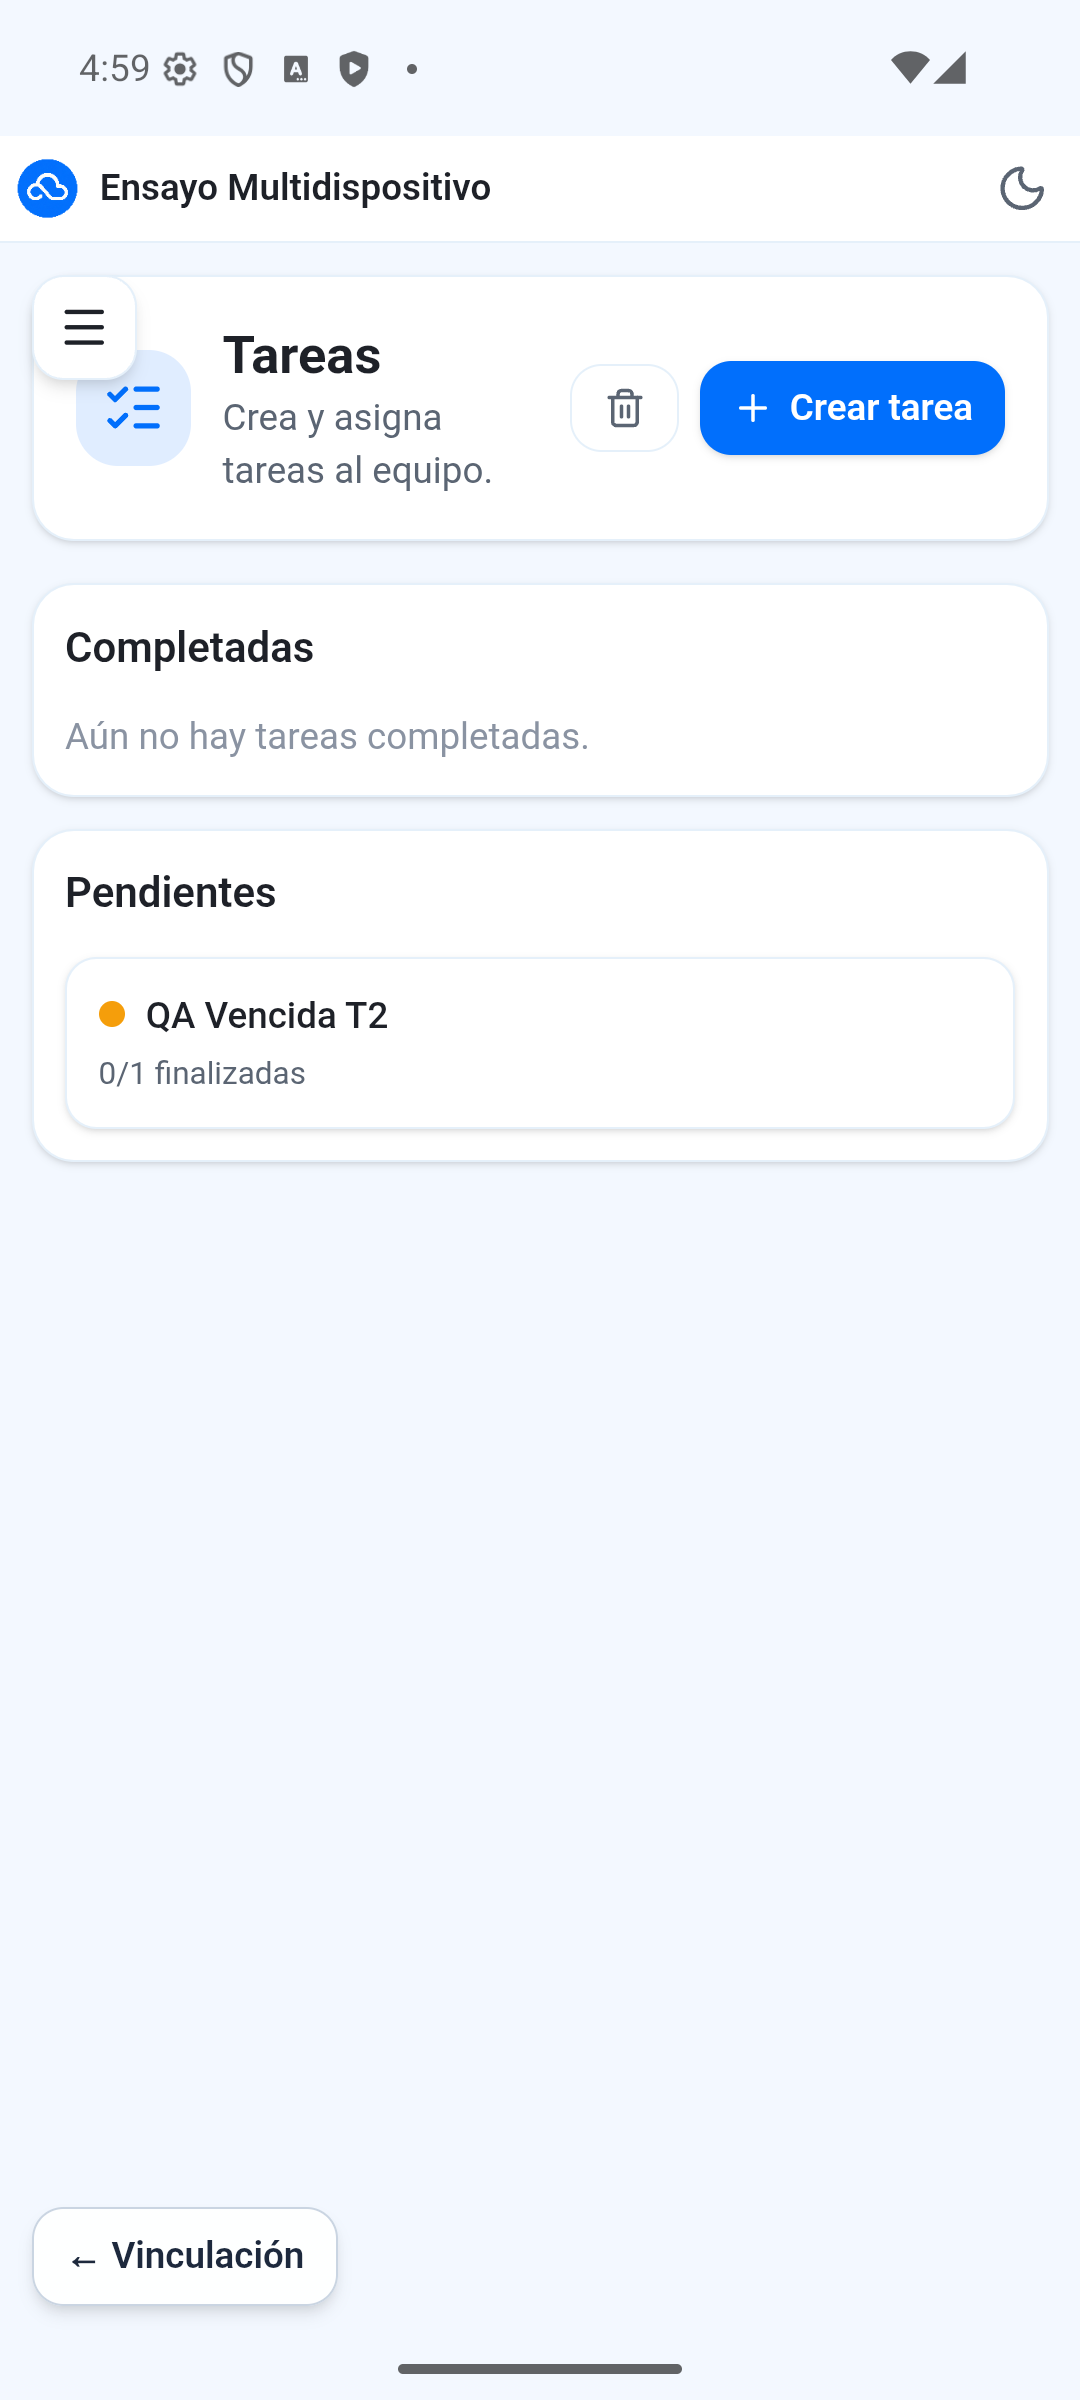 4:59
Ensayo Multidispositivo
Tareas
Crea y asigna
tareas al equipo.
+ Crear tarea
Completadas
Aún no hay tareas completadas.
Pendientes
QA Vencida T2
0/1 finalizadas
← Vinculación